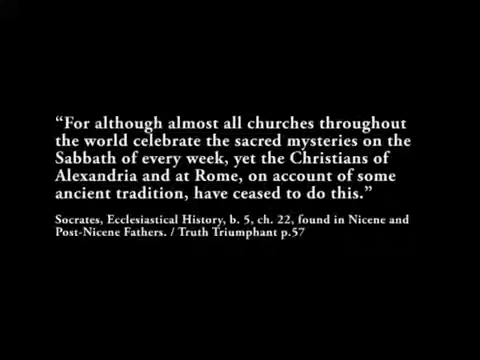 “For although almost all churches throughout
the world celebrate the sacred mysteries on the
Sabbath of every week, yet the Christians of
Alexandria and at Rome, on account of some
ancient tradition, have ceased to do this.”
Socrates, Ecclesiastical History, b. 5, ch. 22, found in Nicene and
Post-Nicene Fathers. / Truth Triumphant p.57